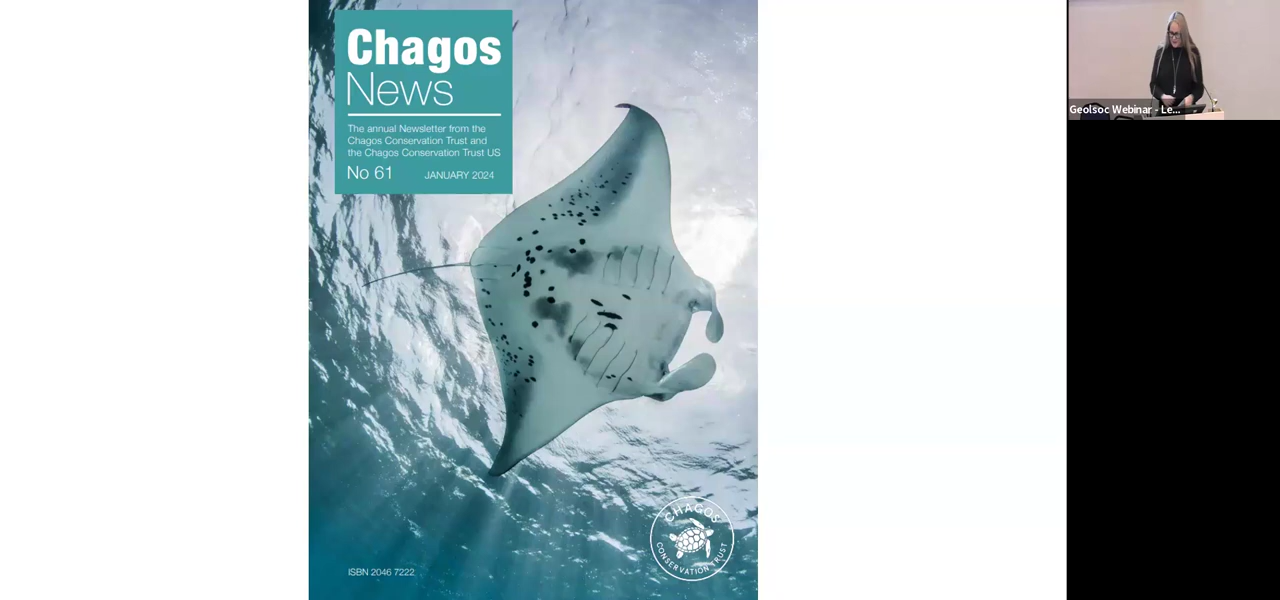 Chagos
News
The annual Newsletter from the
Chagos Conservation Trust and
the Chagos Conservation Trust US
No 61 JANUARY 2024
CHAGOS
CONSERVATION TRUST
ISBN 2046 7222
Geolsoc Webinar - Le...